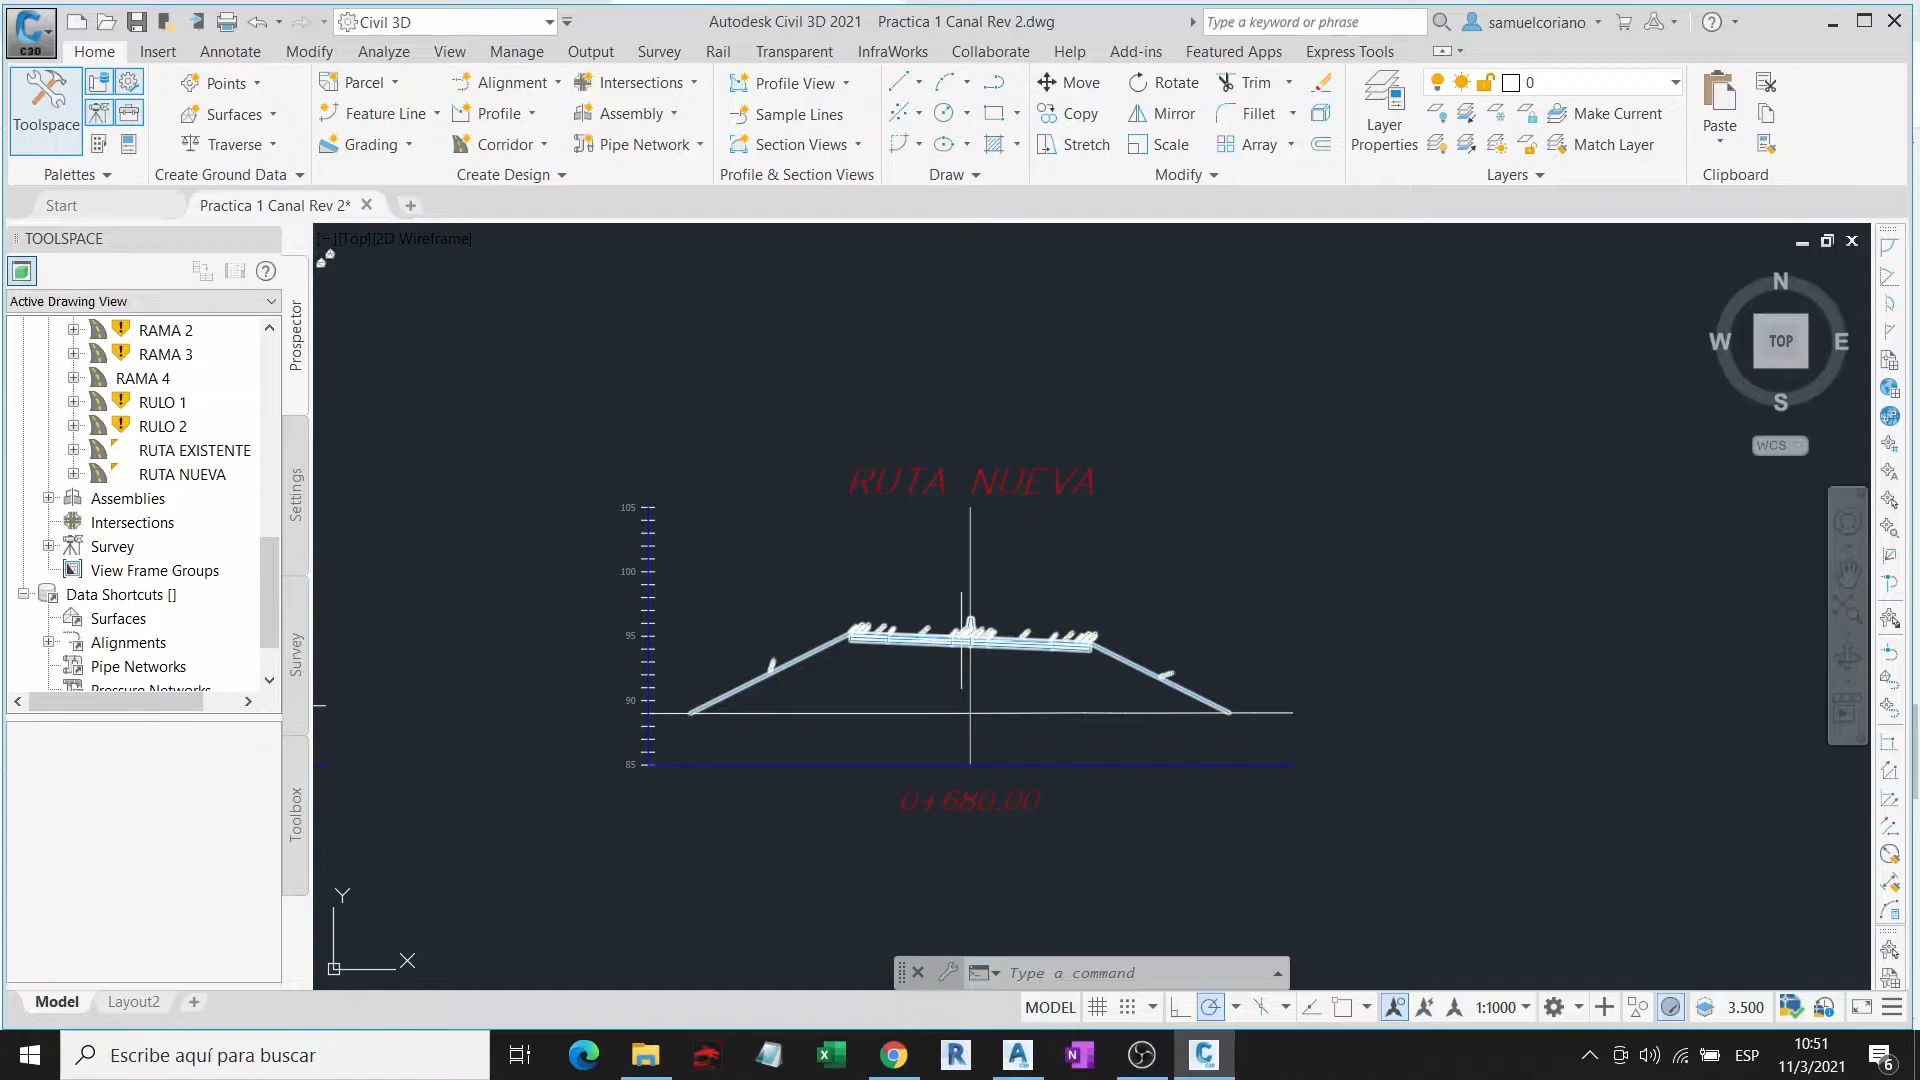 C3D
Civil 3D
Autodesk Civil 3D 2021 Practica 1 Canal Rev 2.dwg
Type a keyword or phrase
samuelcoriano
Home Insert Annotate Modify Analyze View Manage Output Survey Rail Transparent InfraWorks Collaborate Help Add-ins Featured Apps Express Tools
Toolspace
Palettes
Points
Surfaces
Traverse
Create Ground Data
Parcel
Feature Line
Grading
Alignment
Profile
Corridor
Intersections
Assembly
Pipe Network
Create Design
Profile View
Sample Lines
Section Views
Profile & Section Views
Draw
Move
Copy
Stretch
Rotate
Mirror
Scale
Trim
Fillet
Array
Modify
Layer
Properties
0
Make Current
Match Layer
Layers
Paste
Clipboard
Start
Practica 1 Canal Rev 2*
TOOLSPACE
Active Drawing View
RAMA 2
RAMA 3
RAMA 4
RULO 1
RULO 2
RUTA EXISTENTE
RUTA NUEVA
Assemblies
Intersections
Survey
View Frame Groups
Data Shortcuts []
Surfaces
Alignments
Pipe Networks
Pressure Networks
Prospector
Settings
Survey
Toolbox
[−][Top][2D Wireframe]
N
W
TOP
E
S
WCS
RUTA NUEVA
105
100
95
90
85
0+680.00
Y
X
Type a command
Model
Layout2
MODEL
1:1000
3.500
Escribe aquí para buscar
ESP
10:51
11/3/2021
6